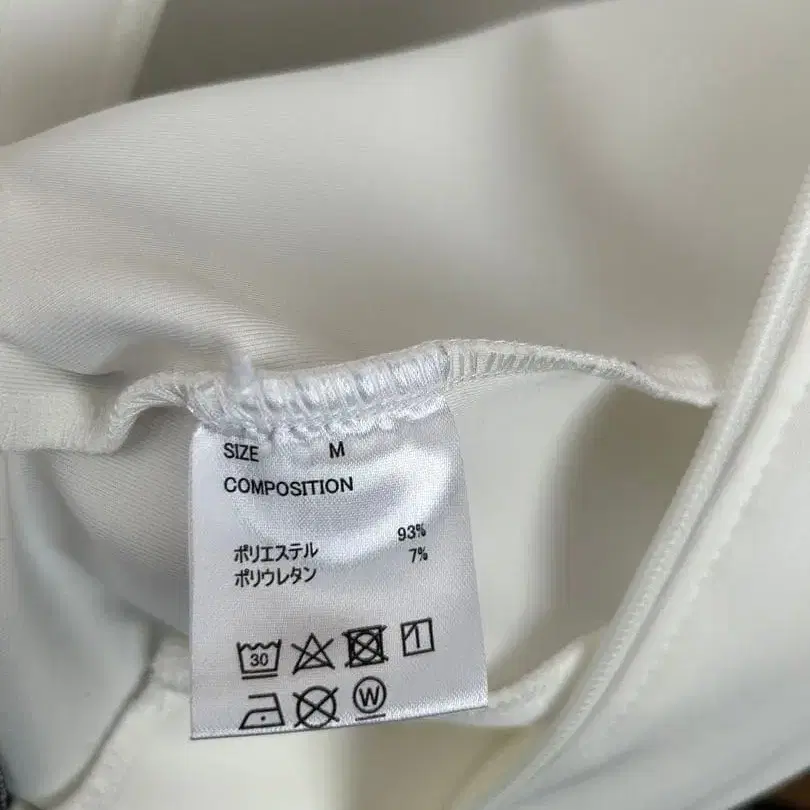 SIZE M
COMPOSITION
ポリエステル 93%
ポリウレタン 7%
30
W